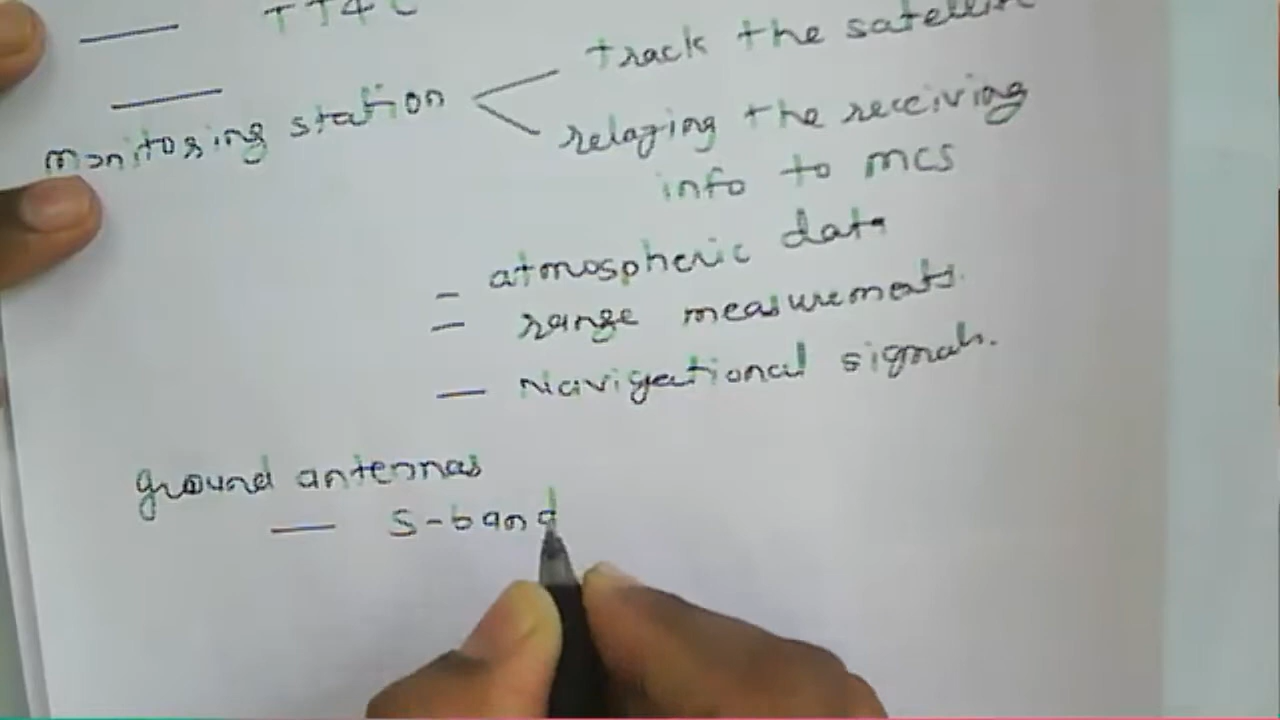 TT&C
track the satellite
monitoring station
relaying the receiving
info to MCS
- atmospheric data
- range measurements.
- Navigational signals.
ground antennas
- S-band